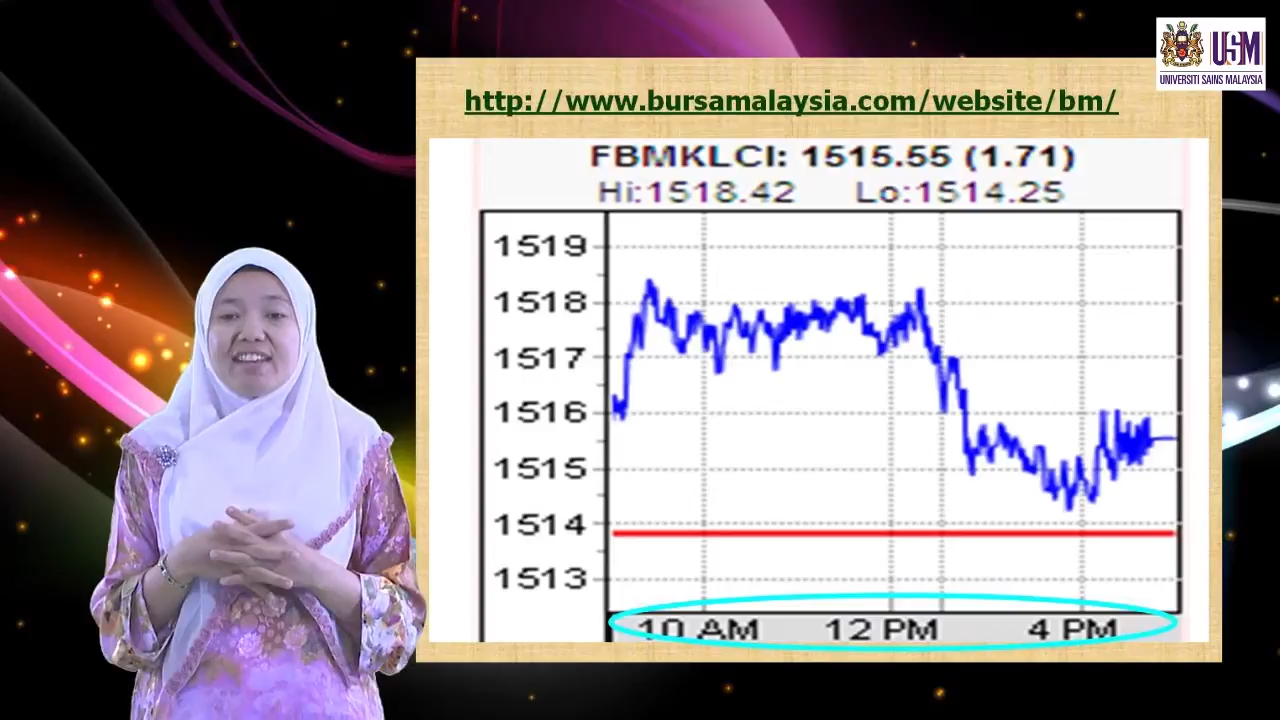 USM
UNIVERSITI SAINS MALAYSIA
http://www.bursamalaysia.com/website/bm/
FBMKLCI: 1515.55 (1.71)
Hi:1518.42 Lo:1514.25
1519
1518
1517
1516
1515
1514
1513
10 AM 12 PM 4 PM